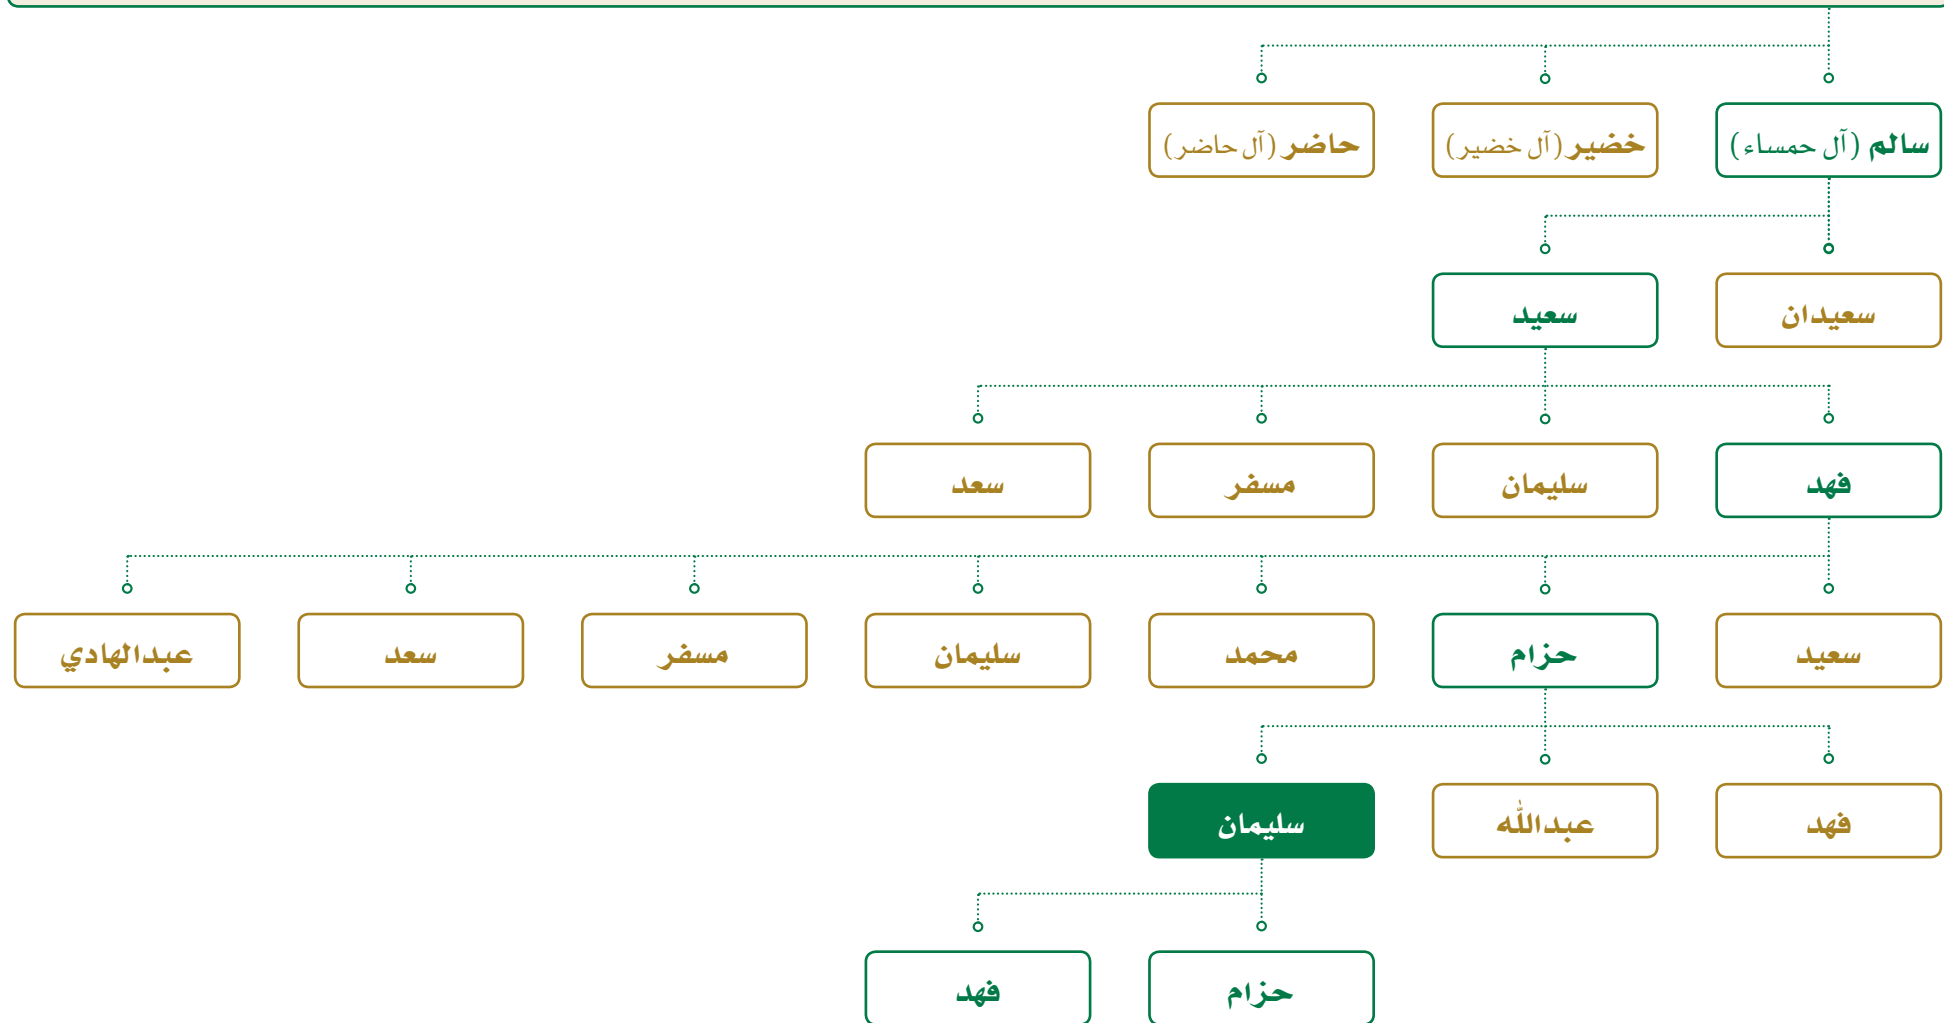 سالم (آل حمساء)
خضير (آل خضير)
حاضر (آل حاضر)
سعيدان
سعيد
فهد
سليمان
مسفر
سعد
سعيد
حزام
محمد
سليمان
مسفر
سعد
عبدالهادي
فهد
عبدالله
سليمان
حزام
فهد